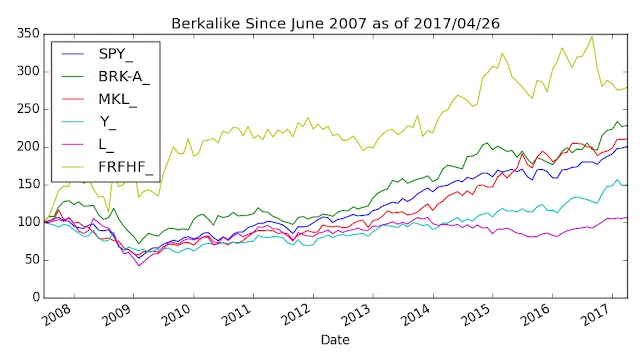 Berkalike Since June 2007 as of 2017/04/26
350
300
250
200
150
100
50
0
SPY_
BRK-A_
MKL_
Y_
L_
FRFHF_
2008
2009
2010
2011
2012
2013
2014
2015
2016
2017
Date